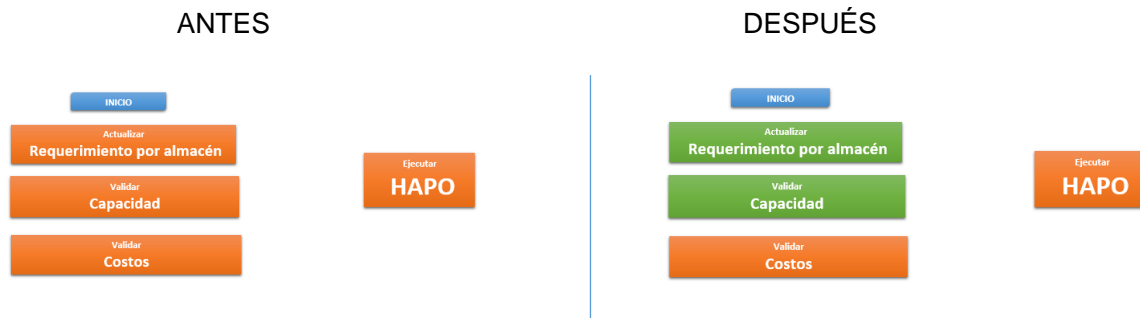 ANTES
INICIO
Actualizar
Requerimiento por almacén
Validar
Capacidad
Validar
Costos
Ejecutar
HAPO
DESPUÉS
INICIO
Actualizar
Requerimiento por almacén
Validar
Capacidad
Validar
Costos
Ejecutar
HAPO